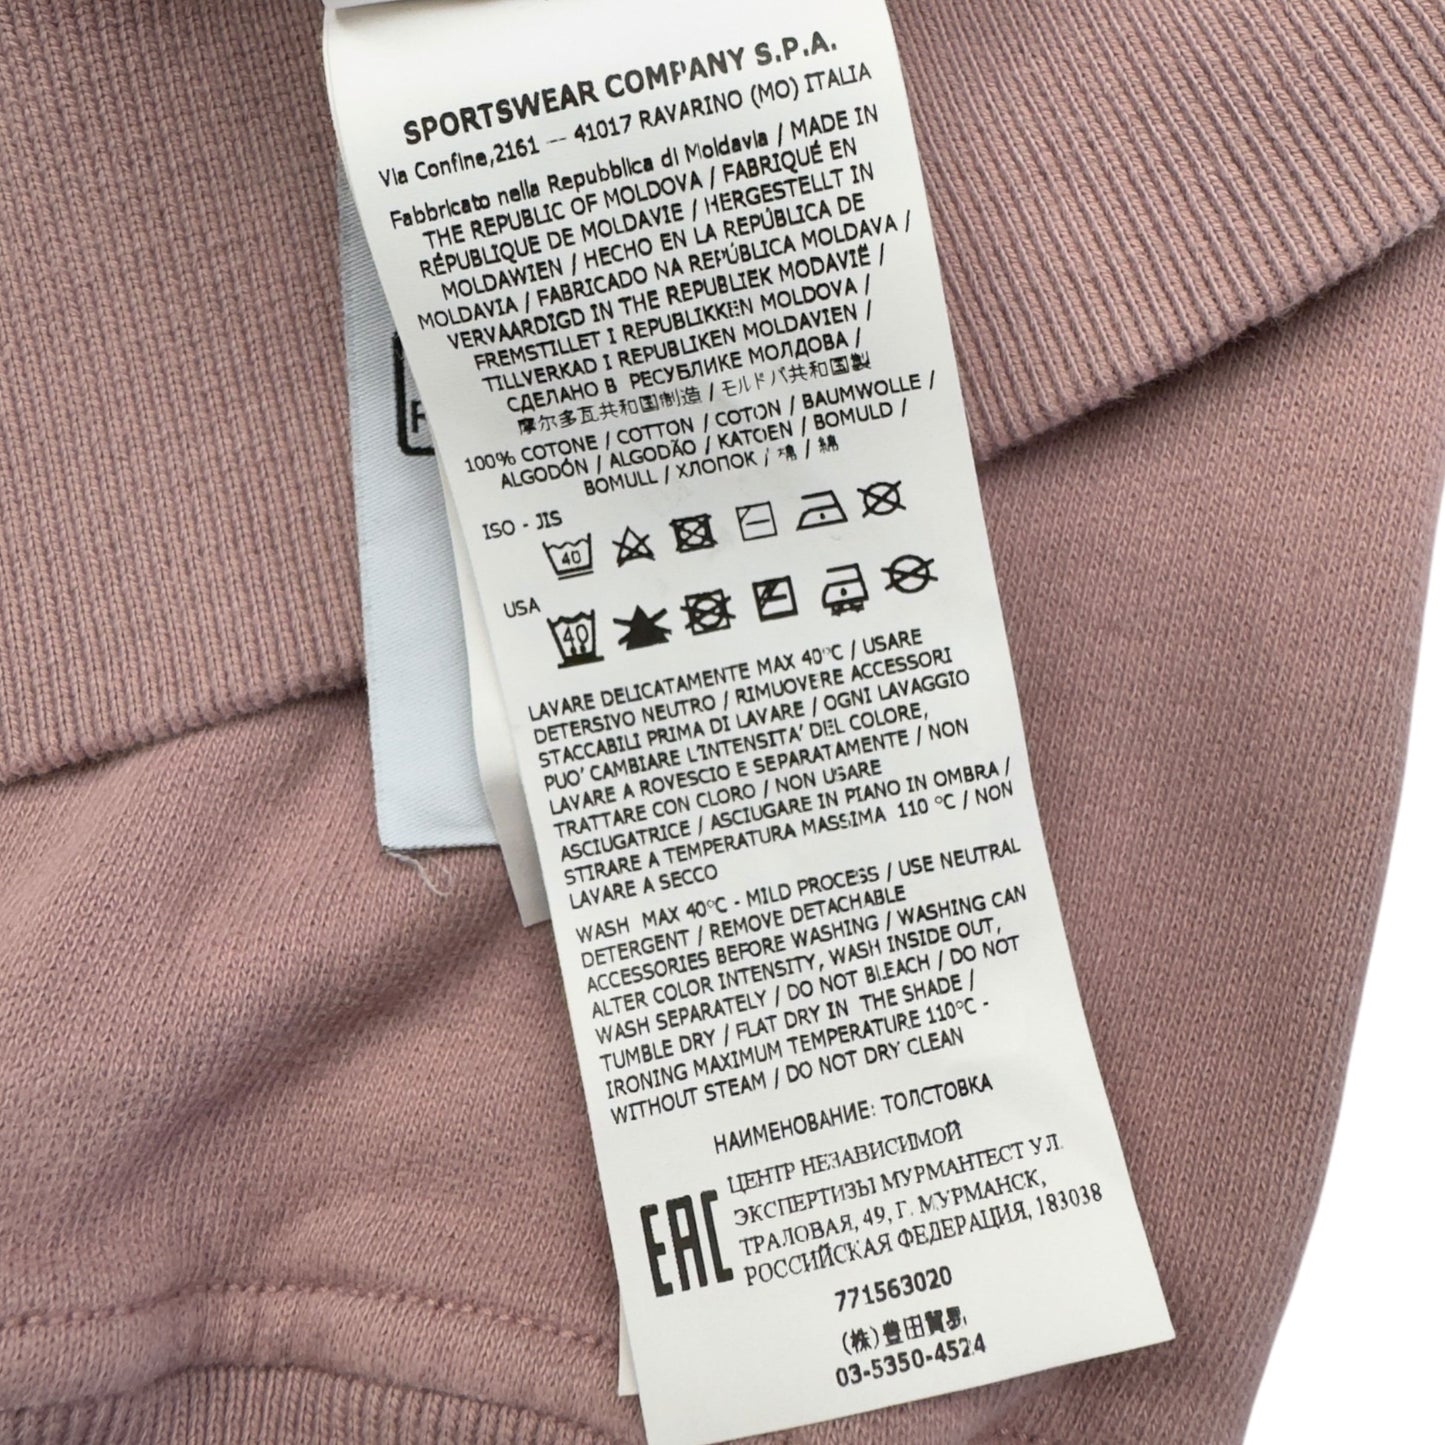 SPORTSWEAR COMPANY S.P.A.
Via Confine,2161 -- 41017 RAVARINO (MO) ITALIA
Fabbricato nella Repubblica di Moldavia / MADE IN
THE REPUBLIC OF MOLDOVA / FABRIQUÉ EN
RÉPUBLIQUE DE MOLDAVIE / HERGESTELLT IN
MOLDAWIEN / HECHO EN LA REPÚBLICA DE
MOLDAVIA / FABRICADO NA REPÚBLICA MOLDAVA /
VERVAARDIGD IN THE REPUBLIEK MODAVIË /
FREMSTILLET I REPUBLIKKEN MOLDOVA /
TILLVERKAD I REPUBLIKEN MOLDAVIEN /
СДЕЛАНО В РЕСПУБЛИКЕ МОЛДОВА /
摩尔多瓦共和国制造 / モルドバ共和国製
100% COTONE / COTTON / COTON / BAUMWOLLE /
ALGODÓN / ALGODÃO / KATOEN / BOMULD /
BOMULL / ХЛОПОК / 棉 / 綿
ISO - JIS
40
USA
40
LAVARE DELICATAMENTE MAX 40°C / USARE
DETERSIVO NEUTRO / RIMUOVERE ACCESSORI
STACCABILI PRIMA DI LAVARE / OGNI LAVAGGIO
PUO' CAMBIARE L'INTENSITA' DEL COLORE,
LAVARE A ROVESCIO E SEPARATAMENTE / NON
TRATTARE CON CLORO / NON USARE
ASCIUGATRICE / ASCIUGARE IN PIANO IN OMBRA /
STIRARE A TEMPERATURA MASSIMA 110 °C / NON
LAVARE A SECCO
WASH MAX 40°C - MILD PROCESS / USE NEUTRAL
DETERGENT / REMOVE DETACHABLE
ACCESSORIES BEFORE WASHING / WASHING CAN
ALTER COLOR INTENSITY, WASH INSIDE OUT,
WASH SEPARATELY / DO NOT BLEACH / DO NOT
TUMBLE DRY / FLAT DRY IN THE SHADE /
IRONING MAXIMUM TEMPERATURE 110°C -
WITHOUT STEAM / DO NOT DRY CLEAN
НАИМЕНОВАНИЕ: ТОЛСТОВКА
ЦЕНТР НЕЗАВИСИМОЙ
ЭКСПЕРТИЗЫ МУРМАНТЕСТ УЛ.
ТРАЛОВАЯ, 49, Г. МУРМАНСК,
РОССИЙСКАЯ ФЕДЕРАЦИЯ, 183038
EAC
771563020
(株)豊田貿易
03-5350-4524